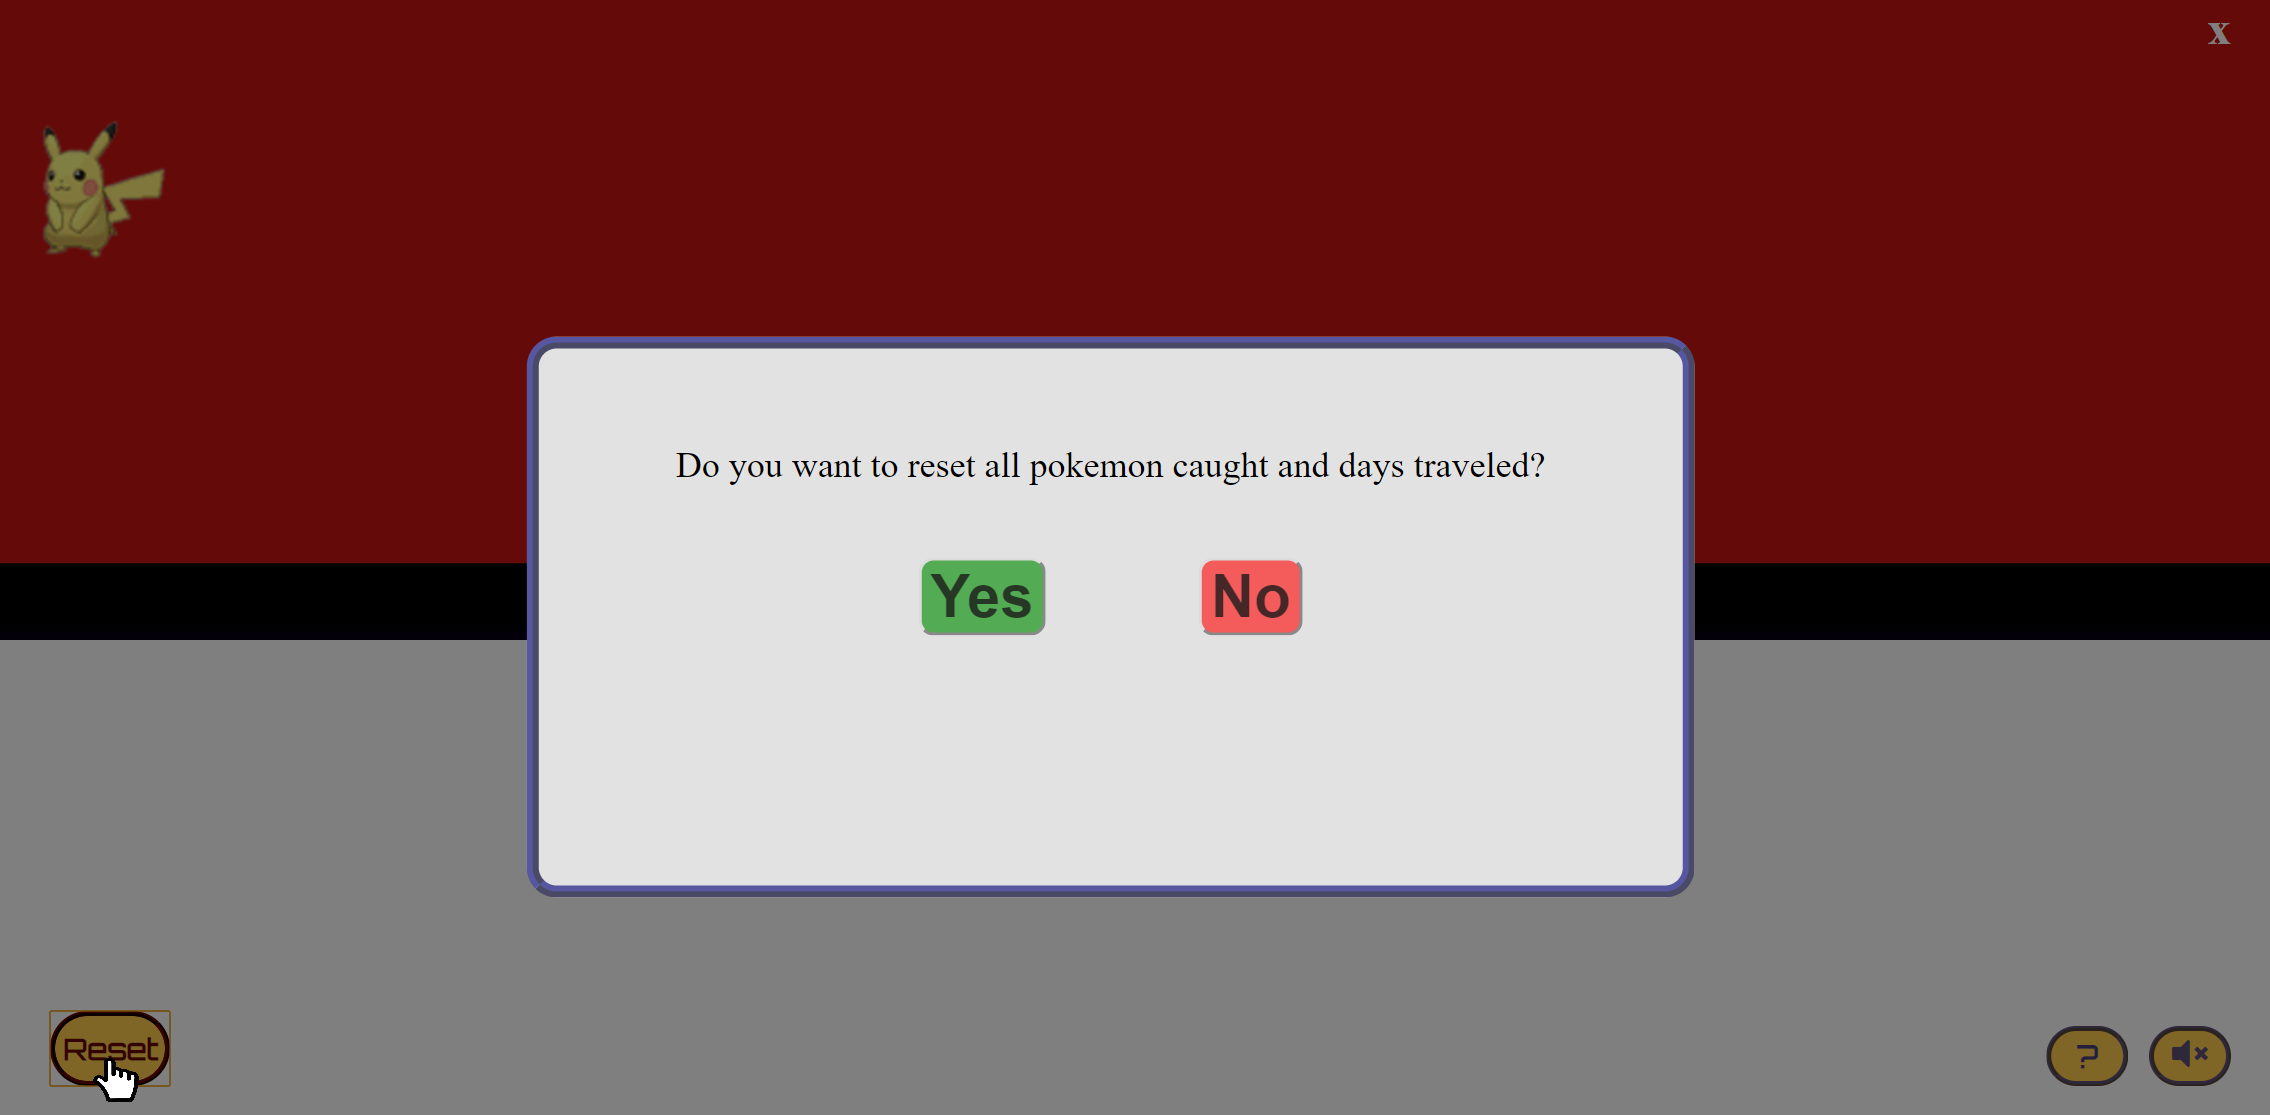 x
Do you want to reset all pokemon caught and days traveled?
Yes No
Reset
?